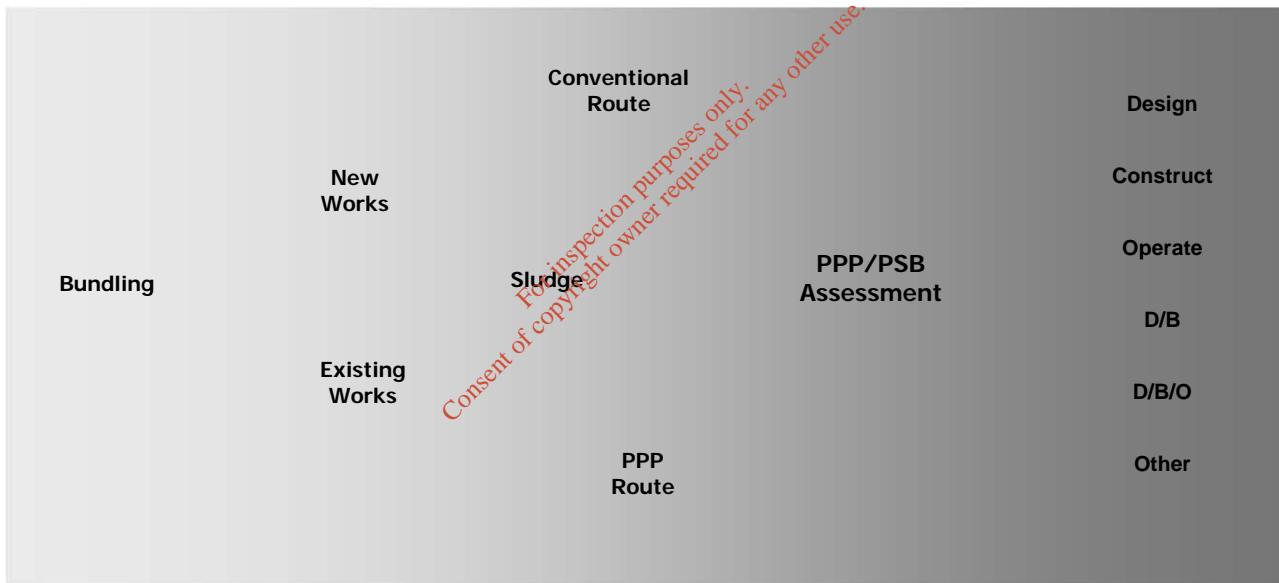 Conventional
Route
New
Works
Bundling
Sludge
Existing
Works
PPP
Route
PPP/PSB
Assessment
Design
Construct
Operate
D/B
D/B/O
Other
For inspection purposes only.
Consent of copyright owner required for any other use.